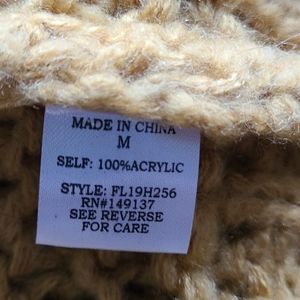 MADE IN CHINA
M
SELF: 100%ACRYLIC
STYLE: FL19H256
RN#149137
SEE REVERSE
FOR CARE